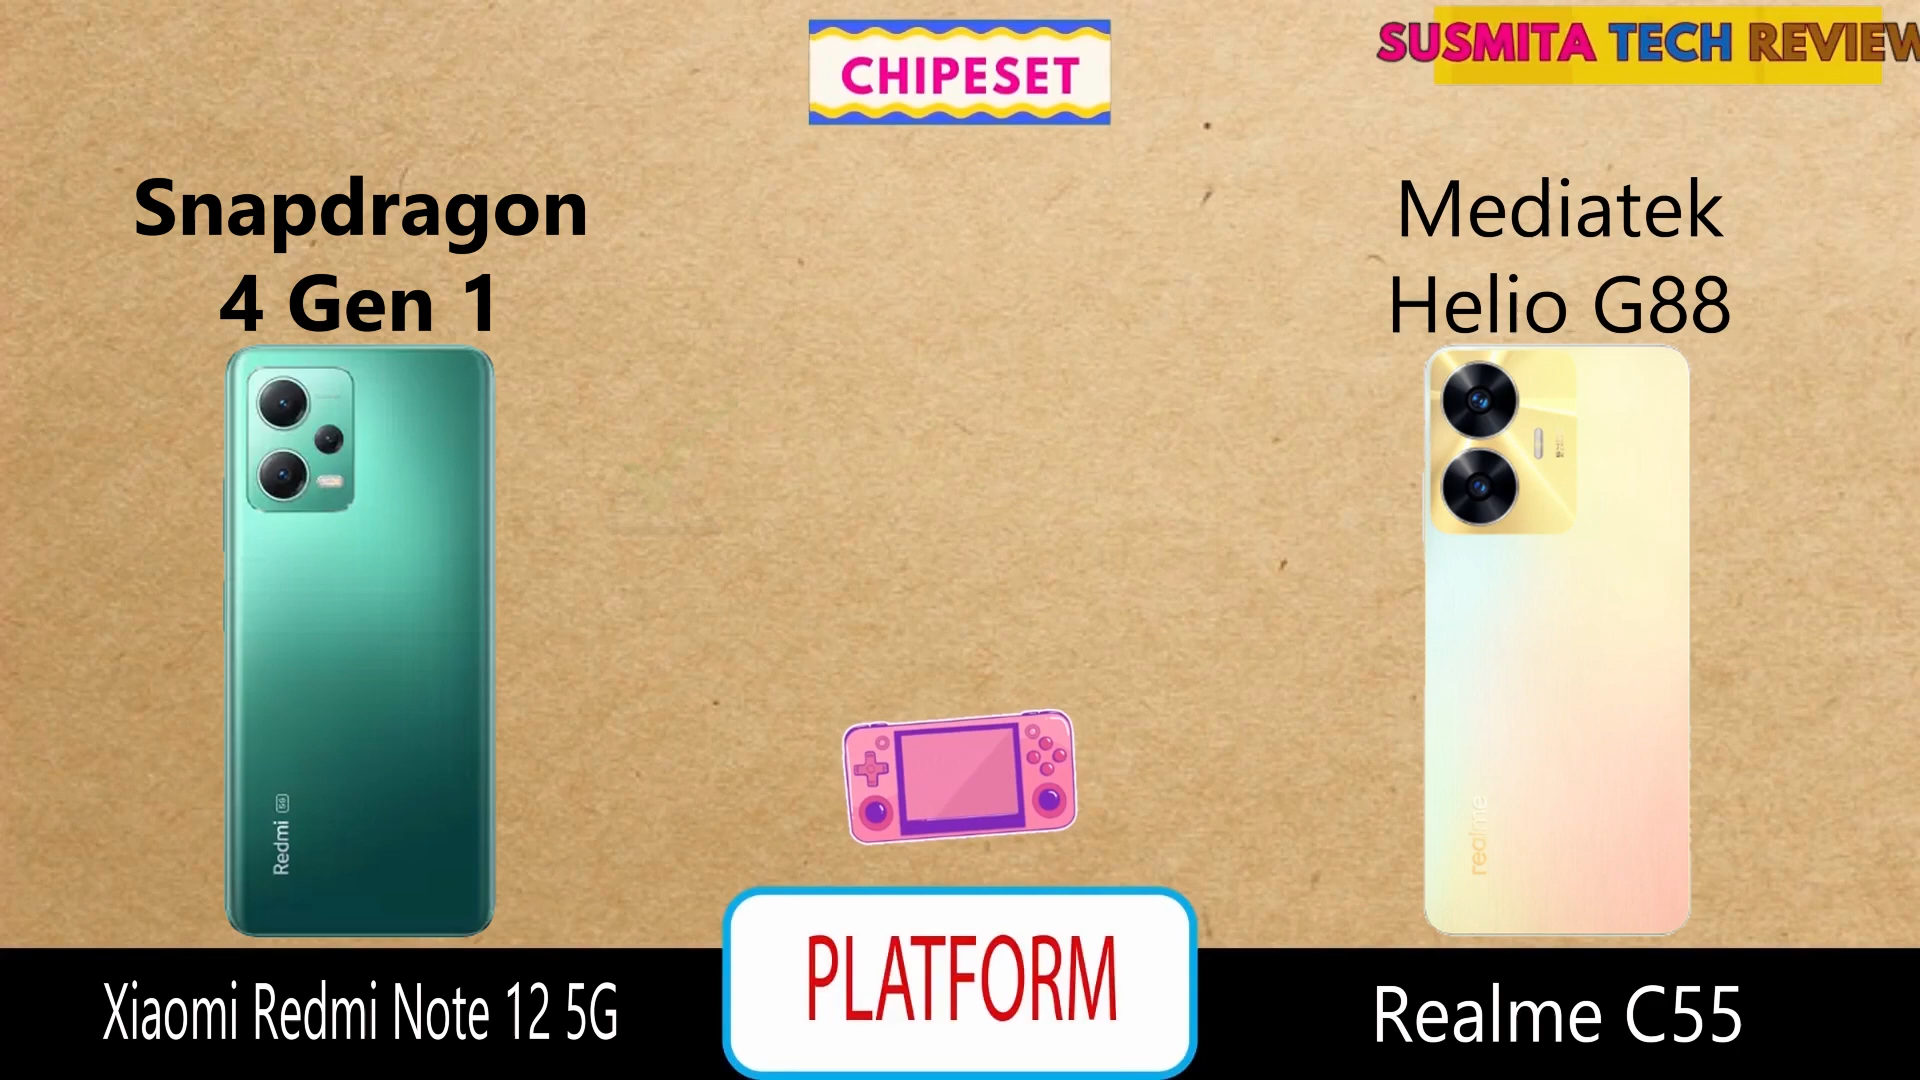 CHIPESET
SUSMITA TECH REVIEW
Snapdragon
4 Gen 1
Mediatek
Helio G88
Redmi 5G
realme
Xiaomi Redmi Note 12 5G
PLATFORM
Realme C55